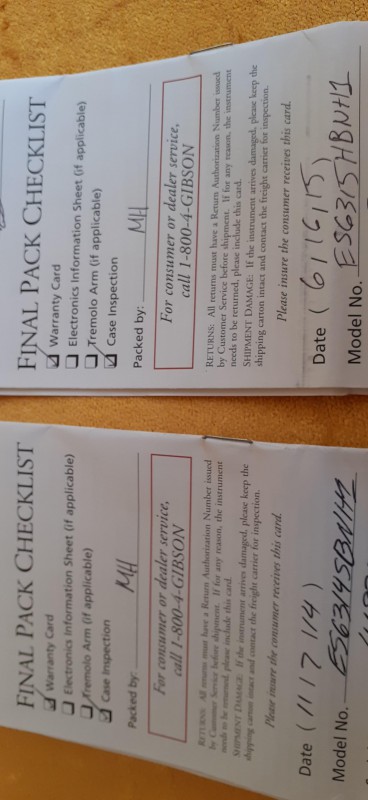 FINAL PACK CHECKLIST
Warranty Card
Electronics Information Sheet (if applicable)
Tremolo Arm (if applicable)
Case Inspection
Packed by: MH
For consumer or dealer service,
call 1-800-4-GIBSON
RETURNS: All returns must have a Return Authorization Number issued
by Customer Service before shipment. If for any reason, the instrument
needs to be returned, please include this card.
SHIPMENT DAMAGE: If the instrument arrives damaged, please keep the
shipping carton intact and contact the freight carrier for inspection.
Please insure the consumer receives this card.
Date (6/16/15)
Model No. ES6315HBNH1
FINAL PACK CHECKLIST
Warranty Card
Electronics Information Sheet (if applicable)
Tremolo Arm (if applicable)
Case Inspection
Packed by: MH
For consumer or dealer service,
call 1-800-4-GIBSON
RETURNS: All returns must have a Return Authorization Number issued
by Customer Service before shipment. If for any reason, the instrument
needs to be returned, please include this card.
SHIPMENT DAMAGE: If the instrument arrives damaged, please keep the
shipping carton intact and contact the freight carrier for inspection.
Please insure the consumer receives this card.
Date (11/7/14)
Model No. ES6314SBNH2